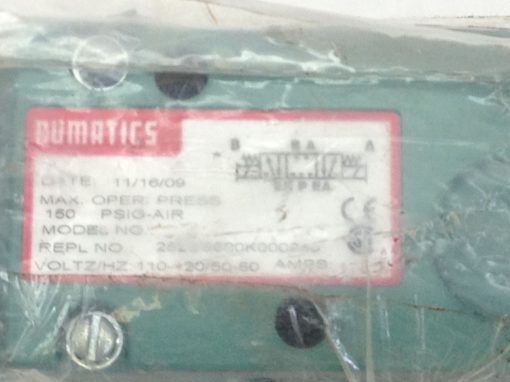 NUMATICS
B B A A
DATE: 11/16/09
MAX. OPER. PRESS
150 PSIG-AIR
MODEL NO.
REPL NO.
VOLTZ/HZ 110-120/50-60 AMPS